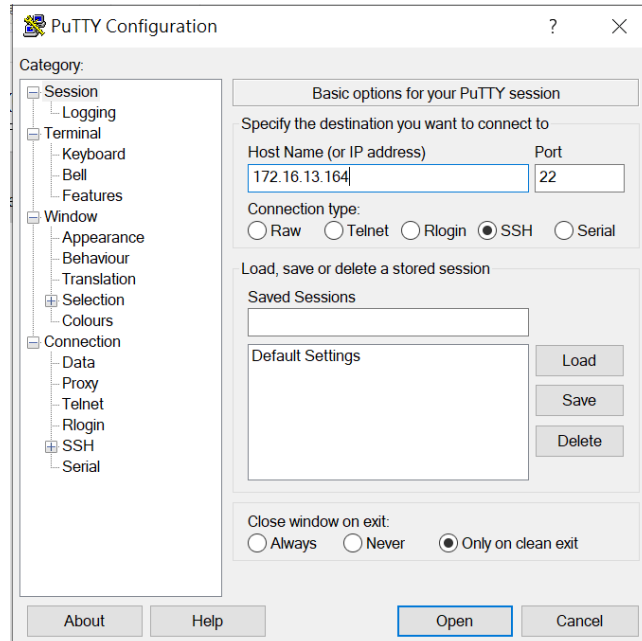 PuTTY Configuration
?
Category:
Session
Logging
Terminal
Keyboard
Bell
Features
Window
Appearance
Behaviour
Translation
Selection
Colours
Connection
Data
Proxy
Telnet
Rlogin
SSH
Serial
Basic options for your PuTTY session
Specify the destination you want to connect to
Host Name (or IP address) Port
172.16.13.164 22
Connection type:
Raw Telnet Rlogin SSH Serial
Load, save or delete a stored session
Saved Sessions
Default Settings
Load
Save
Delete
Close window on exit:
Always Never Only on clean exit
About Help Open Cancel